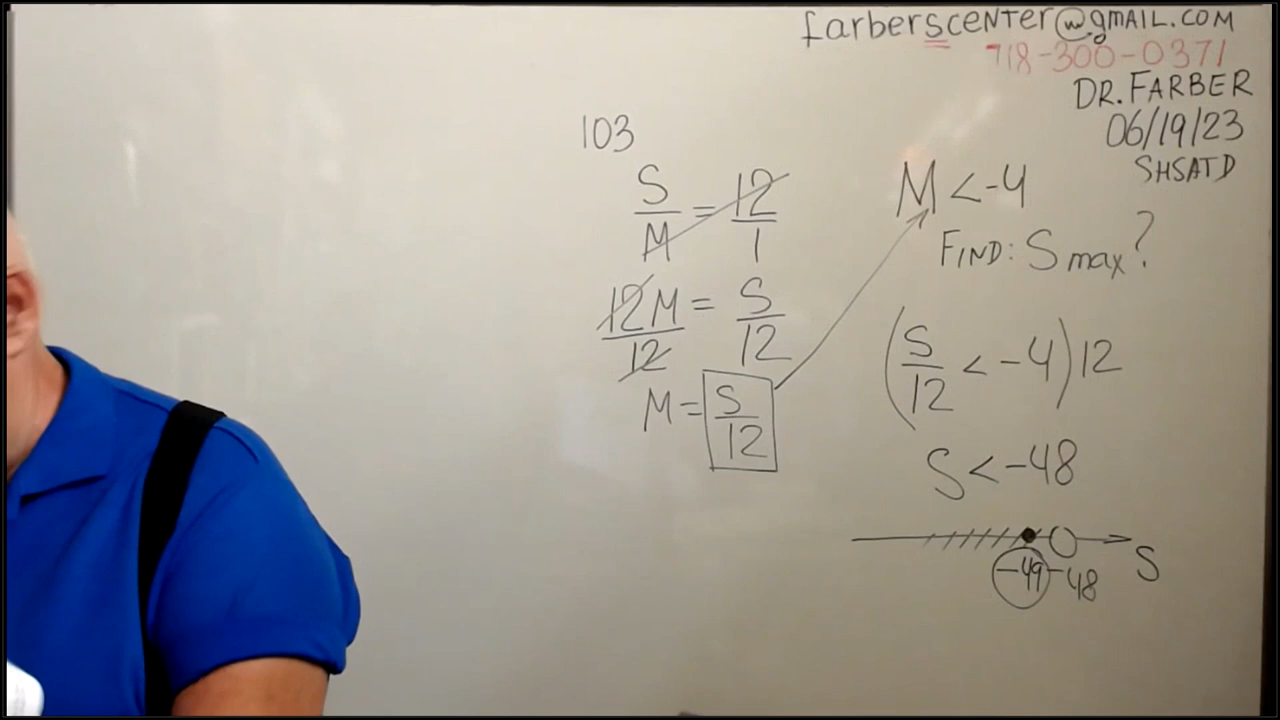 farberscenter@gmail.com
718-300-0371
DR. FARBER
06/19/23
SHSAT D
103
S/M = 12/1
12M/12 = S/12
M = S/12
M < -4
FIND: S max?
(S/12 < -4) 12
S < -48
-49 -48 S